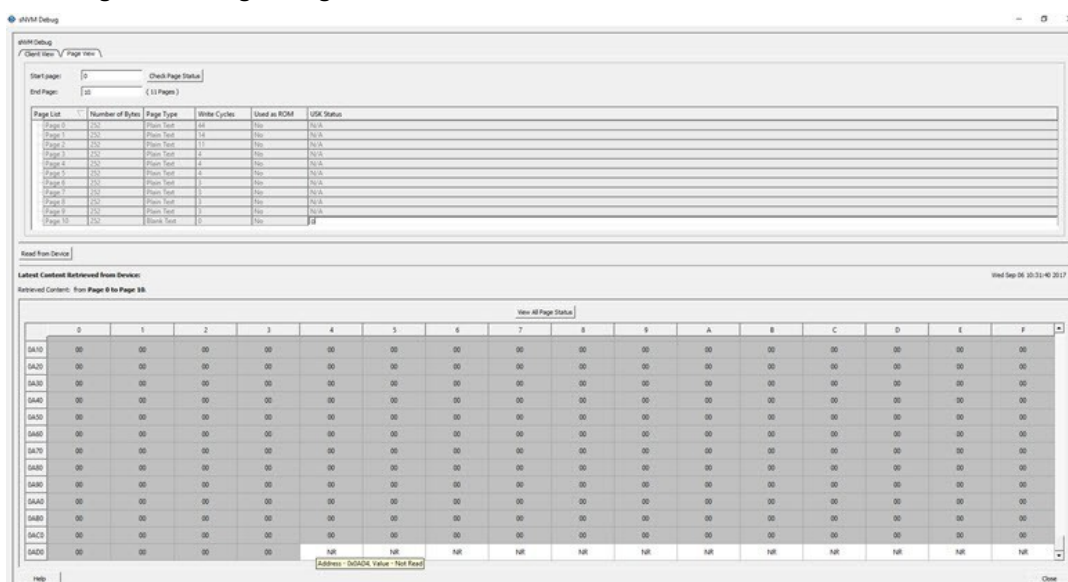 sNVM Debug
sNVM Debug
Client View Page View
Start page: 0 Check Page Status
End Page: 10 (11 Pages)
Page List Number of Bytes Page Type Write Cycles Used as ROM USK Status
Page 0 252 Plain Text 44 No N/A
Page 1 252 Plain Text 14 No N/A
Page 2 252 Plain Text 11 No N/A
Page 3 252 Plain Text 4 No N/A
Page 4 252 Plain Text 4 No N/A
Page 5 252 Plain Text 4 No N/A
Page 6 252 Plain Text 3 No N/A
Page 7 252 Plain Text 3 No N/A
Page 8 252 Plain Text 3 No N/A
Page 9 252 Plain Text 3 No N/A
Page 10 252 Blank Text 0 No
Read from Device
Latest Content Retrieved from Device: Wed Sep 06 10:31:40 2017
Retrieved Content: from Page 0 to Page 10.
View All Page Status
0 1 2 3 4 5 6 7 8 9 A B C D E F
0A10 00 00 00 00 00 00 00 00 00 00 00 00 00 00 00 00
0A20 00 00 00 00 00 00 00 00 00 00 00 00 00 00 00 00
0A30 00 00 00 00 00 00 00 00 00 00 00 00 00 00 00 00
0A40 00 00 00 00 00 00 00 00 00 00 00 00 00 00 00 00
0A50 00 00 00 00 00 00 00 00 00 00 00 00 00 00 00 00
0A60 00 00 00 00 00 00 00 00 00 00 00 00 00 00 00 00
0A70 00 00 00 00 00 00 00 00 00 00 00 00 00 00 00 00
0A80 00 00 00 00 00 00 00 00 00 00 00 00 00 00 00 00
0A90 00 00 00 00 00 00 00 00 00 00 00 00 00 00 00 00
0AA0 00 00 00 00 00 00 00 00 00 00 00 00 00 00 00 00
0AB0 00 00 00 00 00 00 00 00 00 00 00 00 00 00 00 00
0AC0 00 00 00 00 00 00 00 00 00 00 00 00 00 00 00 00
0AD0 00 00 00 00 NR NR NR NR NR NR NR NR NR NR NR NR
Address - 0x0AD4, Value - Not Read
Help Close